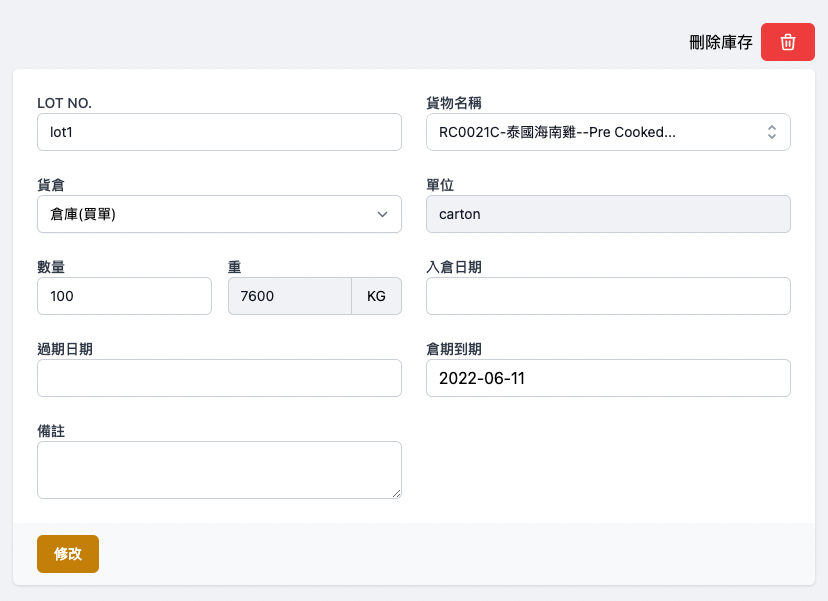 刪除庫存
LOT NO.
lot1
貨物名稱
RC0021C-泰國海南雞--Pre Cooked...
貨倉
倉庫(買單)
單位
carton
數量
100
重
7600 KG
入倉日期
過期日期
倉期到期
2022-06-11
備註
修改